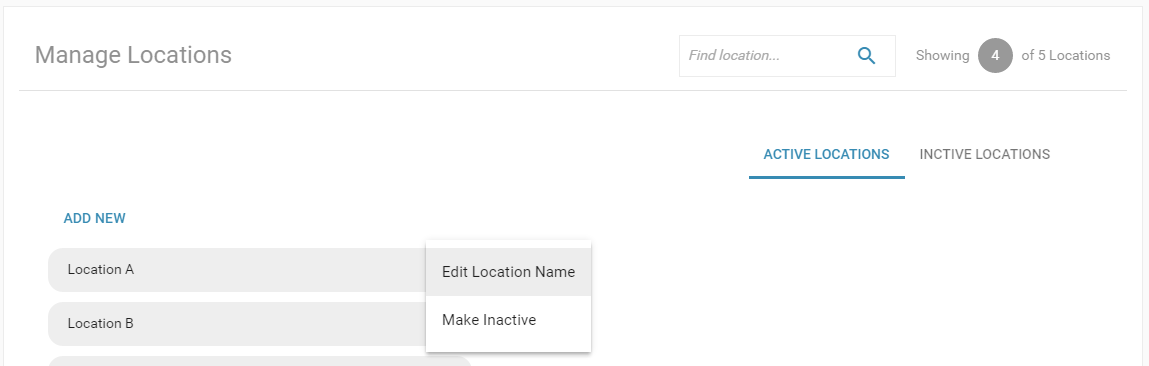 Manage Locations
Find location...
Showing 4 of 5 Locations
ACTIVE LOCATIONS
INCTIVE LOCATIONS
ADD NEW
Location A
Edit Location Name
Location B
Make Inactive